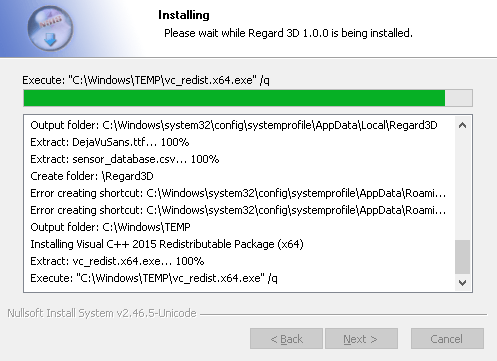 Installing
Please wait while Regard 3D 1.0.0 is being installed.
Execute: "C:\Windows\TEMP\vc_redist.x64.exe" /q
Output folder: C:\Windows\system32\config\systemprofile\AppData\Local\Regard3D
Extract: DejaVuSans.ttf... 100%
Extract: sensor_database.csv... 100%
Create folder: \Regard3D
Error creating shortcut: C:\Windows\system32\config\systemprofile\AppData\Roami...
Error creating shortcut: C:\Windows\system32\config\systemprofile\AppData\Roami...
Output folder: C:\Windows\TEMP
Installing Visual C++ 2015 Redistributable Package (x64)
Extract: vc_redist.x64.exe... 100%
Execute: "C:\Windows\TEMP\vc_redist.x64.exe" /q
Nullsoft Install System v2.46.5-Unicode
< Back
Next >
Cancel